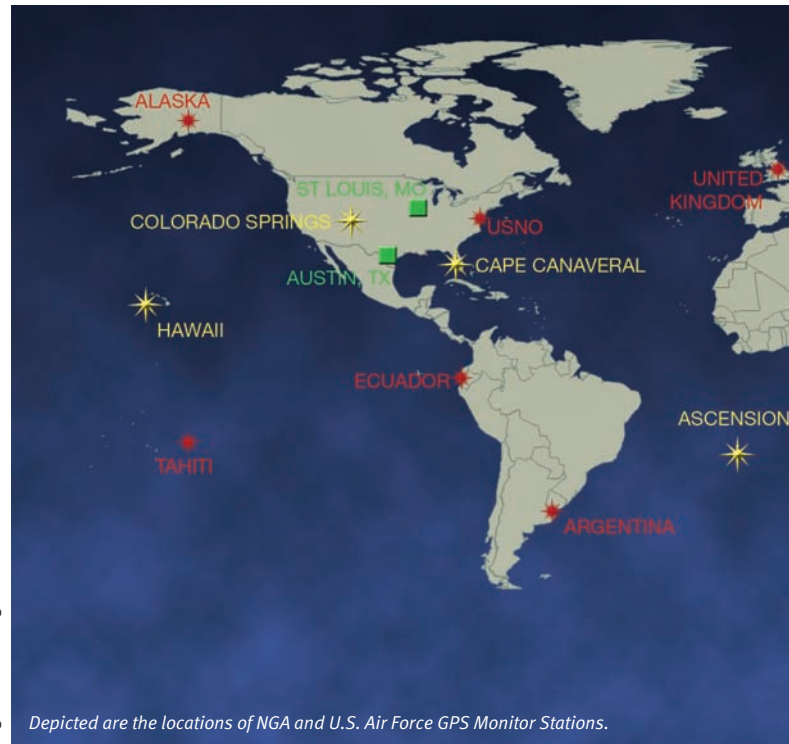 ALASKA
UNITED
KINGDOM
ST LOUIS, MO
COLORADO SPRINGS
USNO
CAPE CANAVERAL
AUSTIN, TX
HAWAII
ECUADOR
ASCENSION
TAHITI
ARGENTINA
Depicted are the locations of NGA and U.S. Air Force GPS Monitor Stations.